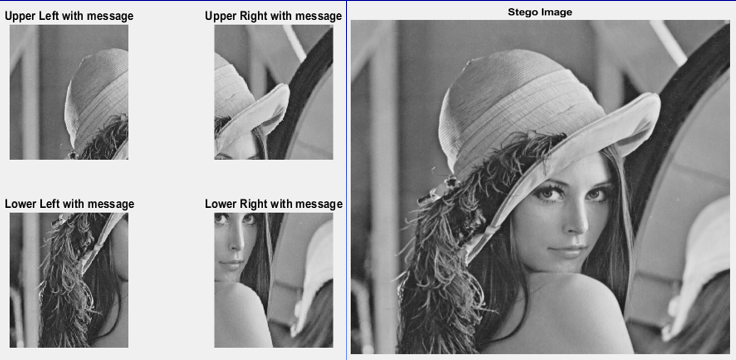 Upper Left with message
Upper Right with message
Stego Image
Lower Left with message
Lower Right with message